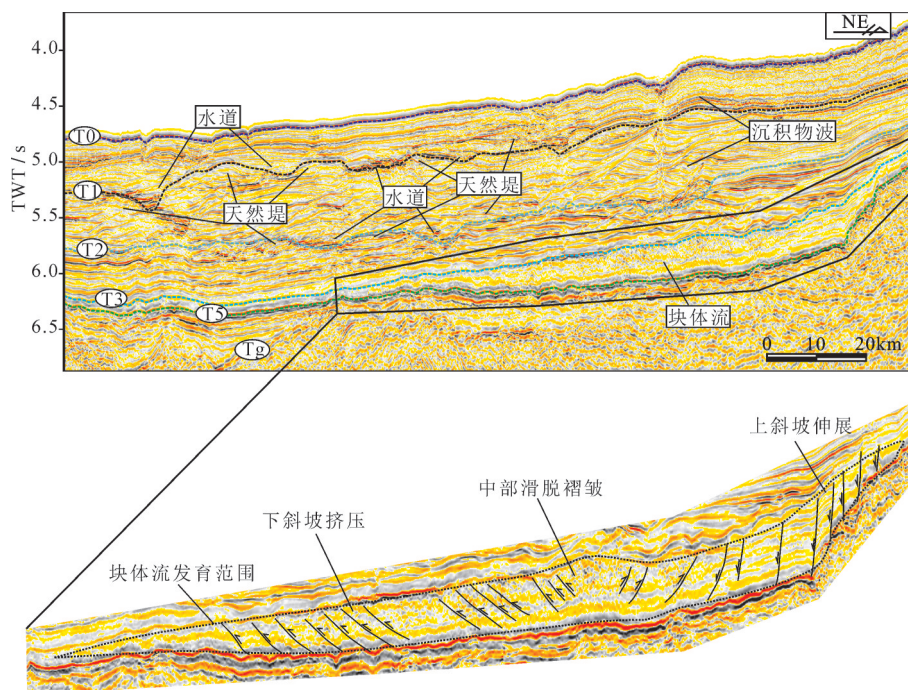 NE
4.0
4.5
5.0
5.5
6.0
6.5
TWT / s
T0
T1
T2
T3
T5
Tg
水道
沉积物波
天然堤
水道
天然堤
块体流
0 10 20km
上斜坡伸展
中部滑脱褶皱
下斜坡挤压
块体流发育范围